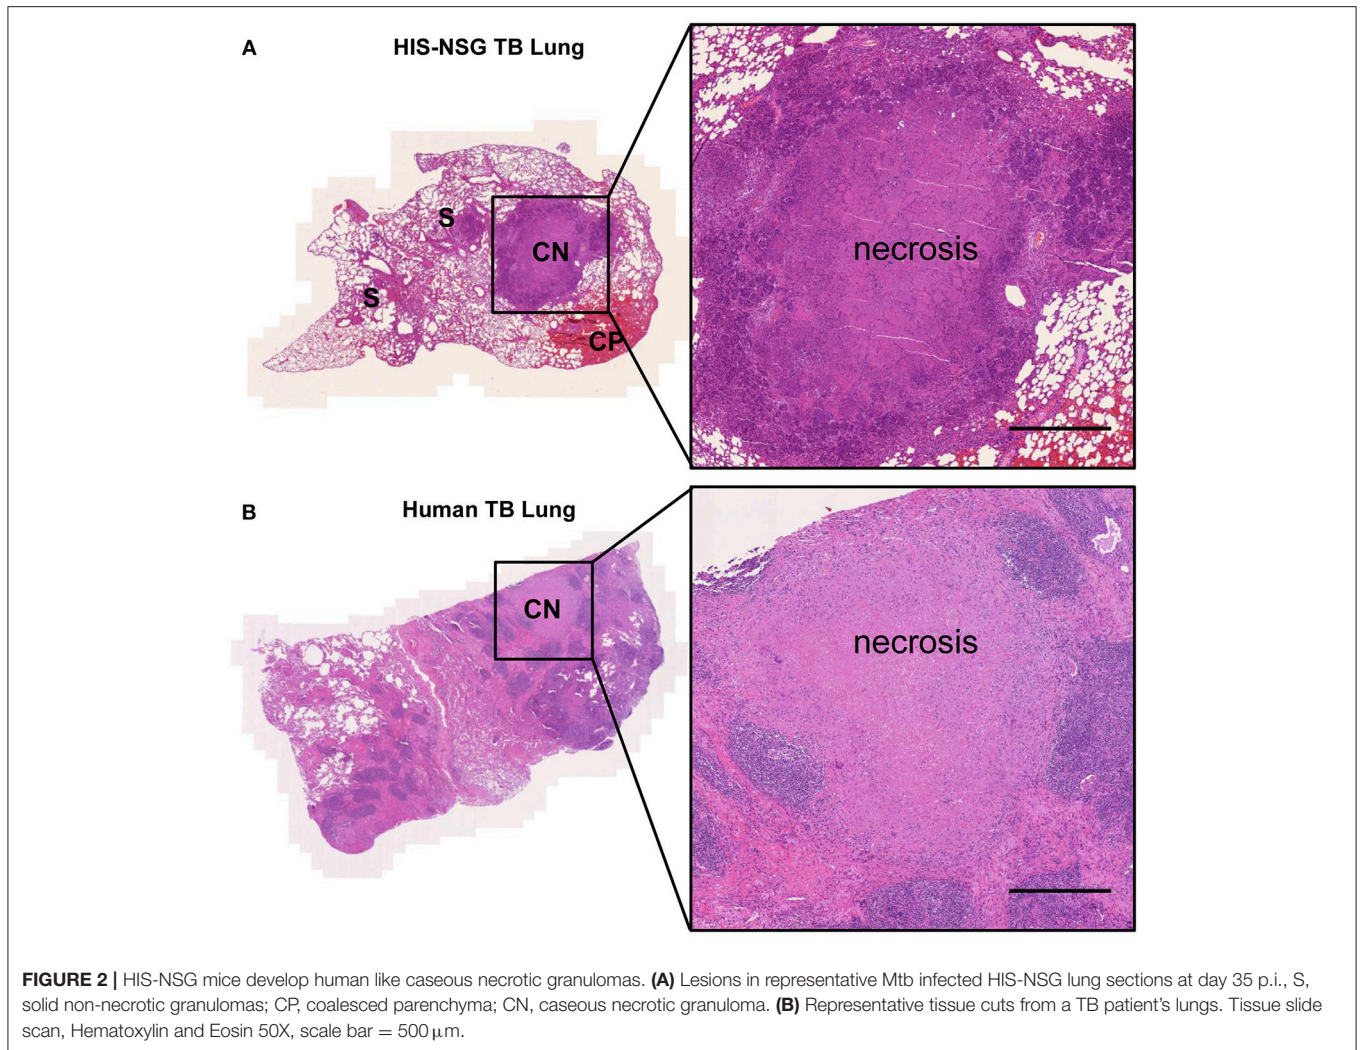 A
HIS-NSG TB Lung
S
CN
S
CP
necrosis
B
Human TB Lung
CN
necrosis
FIGURE 2 | HIS-NSG mice develop human like caseous necrotic granulomas. (A) Lesions in representative Mtb infected HIS-NSG lung sections at day 35 p.i., S,
solid non-necrotic granulomas; CP, coalesced parenchyma; CN, caseous necrotic granuloma. (B) Representative tissue cuts from a TB patient's lungs. Tissue slide
scan, Hematoxylin and Eosin 50X, scale bar = 500 μm.